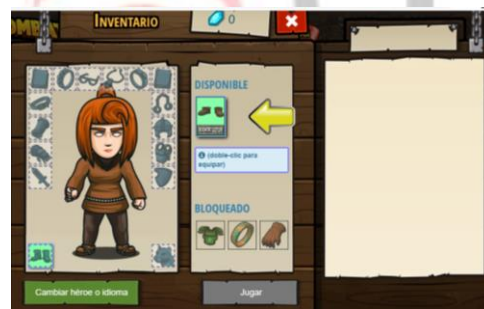 INVENTARIO
0
DISPONIBLE
(doble-clic para
equipar)
BLOQUEADO
Cambiar héroe o idioma
Jugar